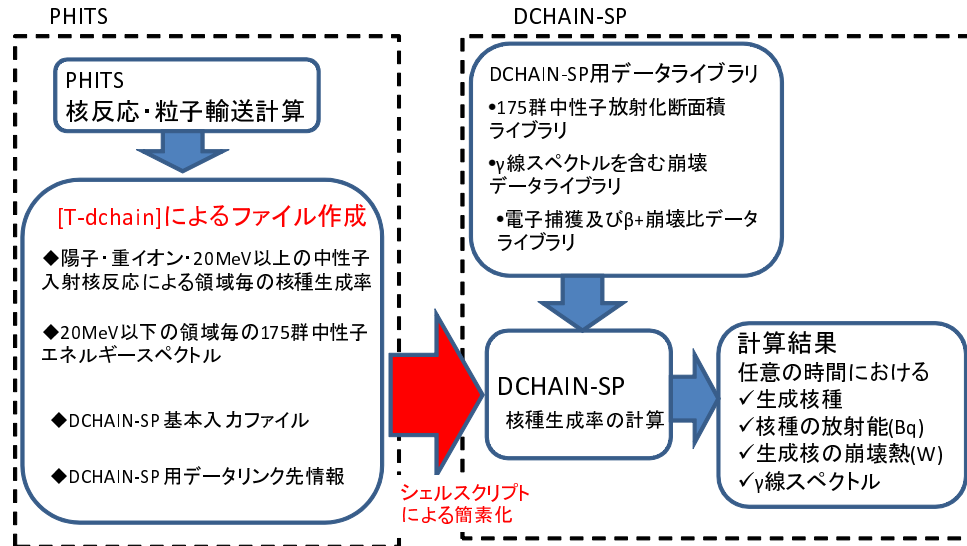 PHITS
PHITS
核反応・粒子輸送計算
[T-dchain]によるファイル作成
◆陽子・重イオン・20MeV以上の中性子
入射核反応による領域毎の核種生成率
◆20MeV以下の領域毎の175群中性子
エネルギースペクトル
◆DCHAIN-SP 基本入力ファイル
◆DCHAIN-SP 用データリンク先情報
シェルスクリプト
による簡素化
DCHAIN-SP
DCHAIN-SP用データライブラリ
•175群中性子放射化断面積
ライブラリ
•γ線スペクトルを含む崩壊
データライブラリ
•電子捕獲及びβ+崩壊比データ
ライブラリ
DCHAIN-SP
核種生成率の計算
計算結果
任意の時間における
✓生成核種
✓核種の放射能(Bq)
✓生成核の崩壊熱(W)
✓γ線スペクトル